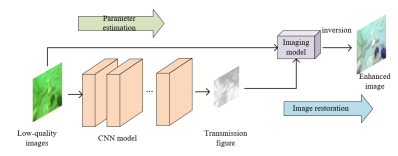 Parameter
estimation
Imaging
model
inversion
Enhanced
image
Low-quality
images
CNN model
...
Transmission
figure
Image restoration